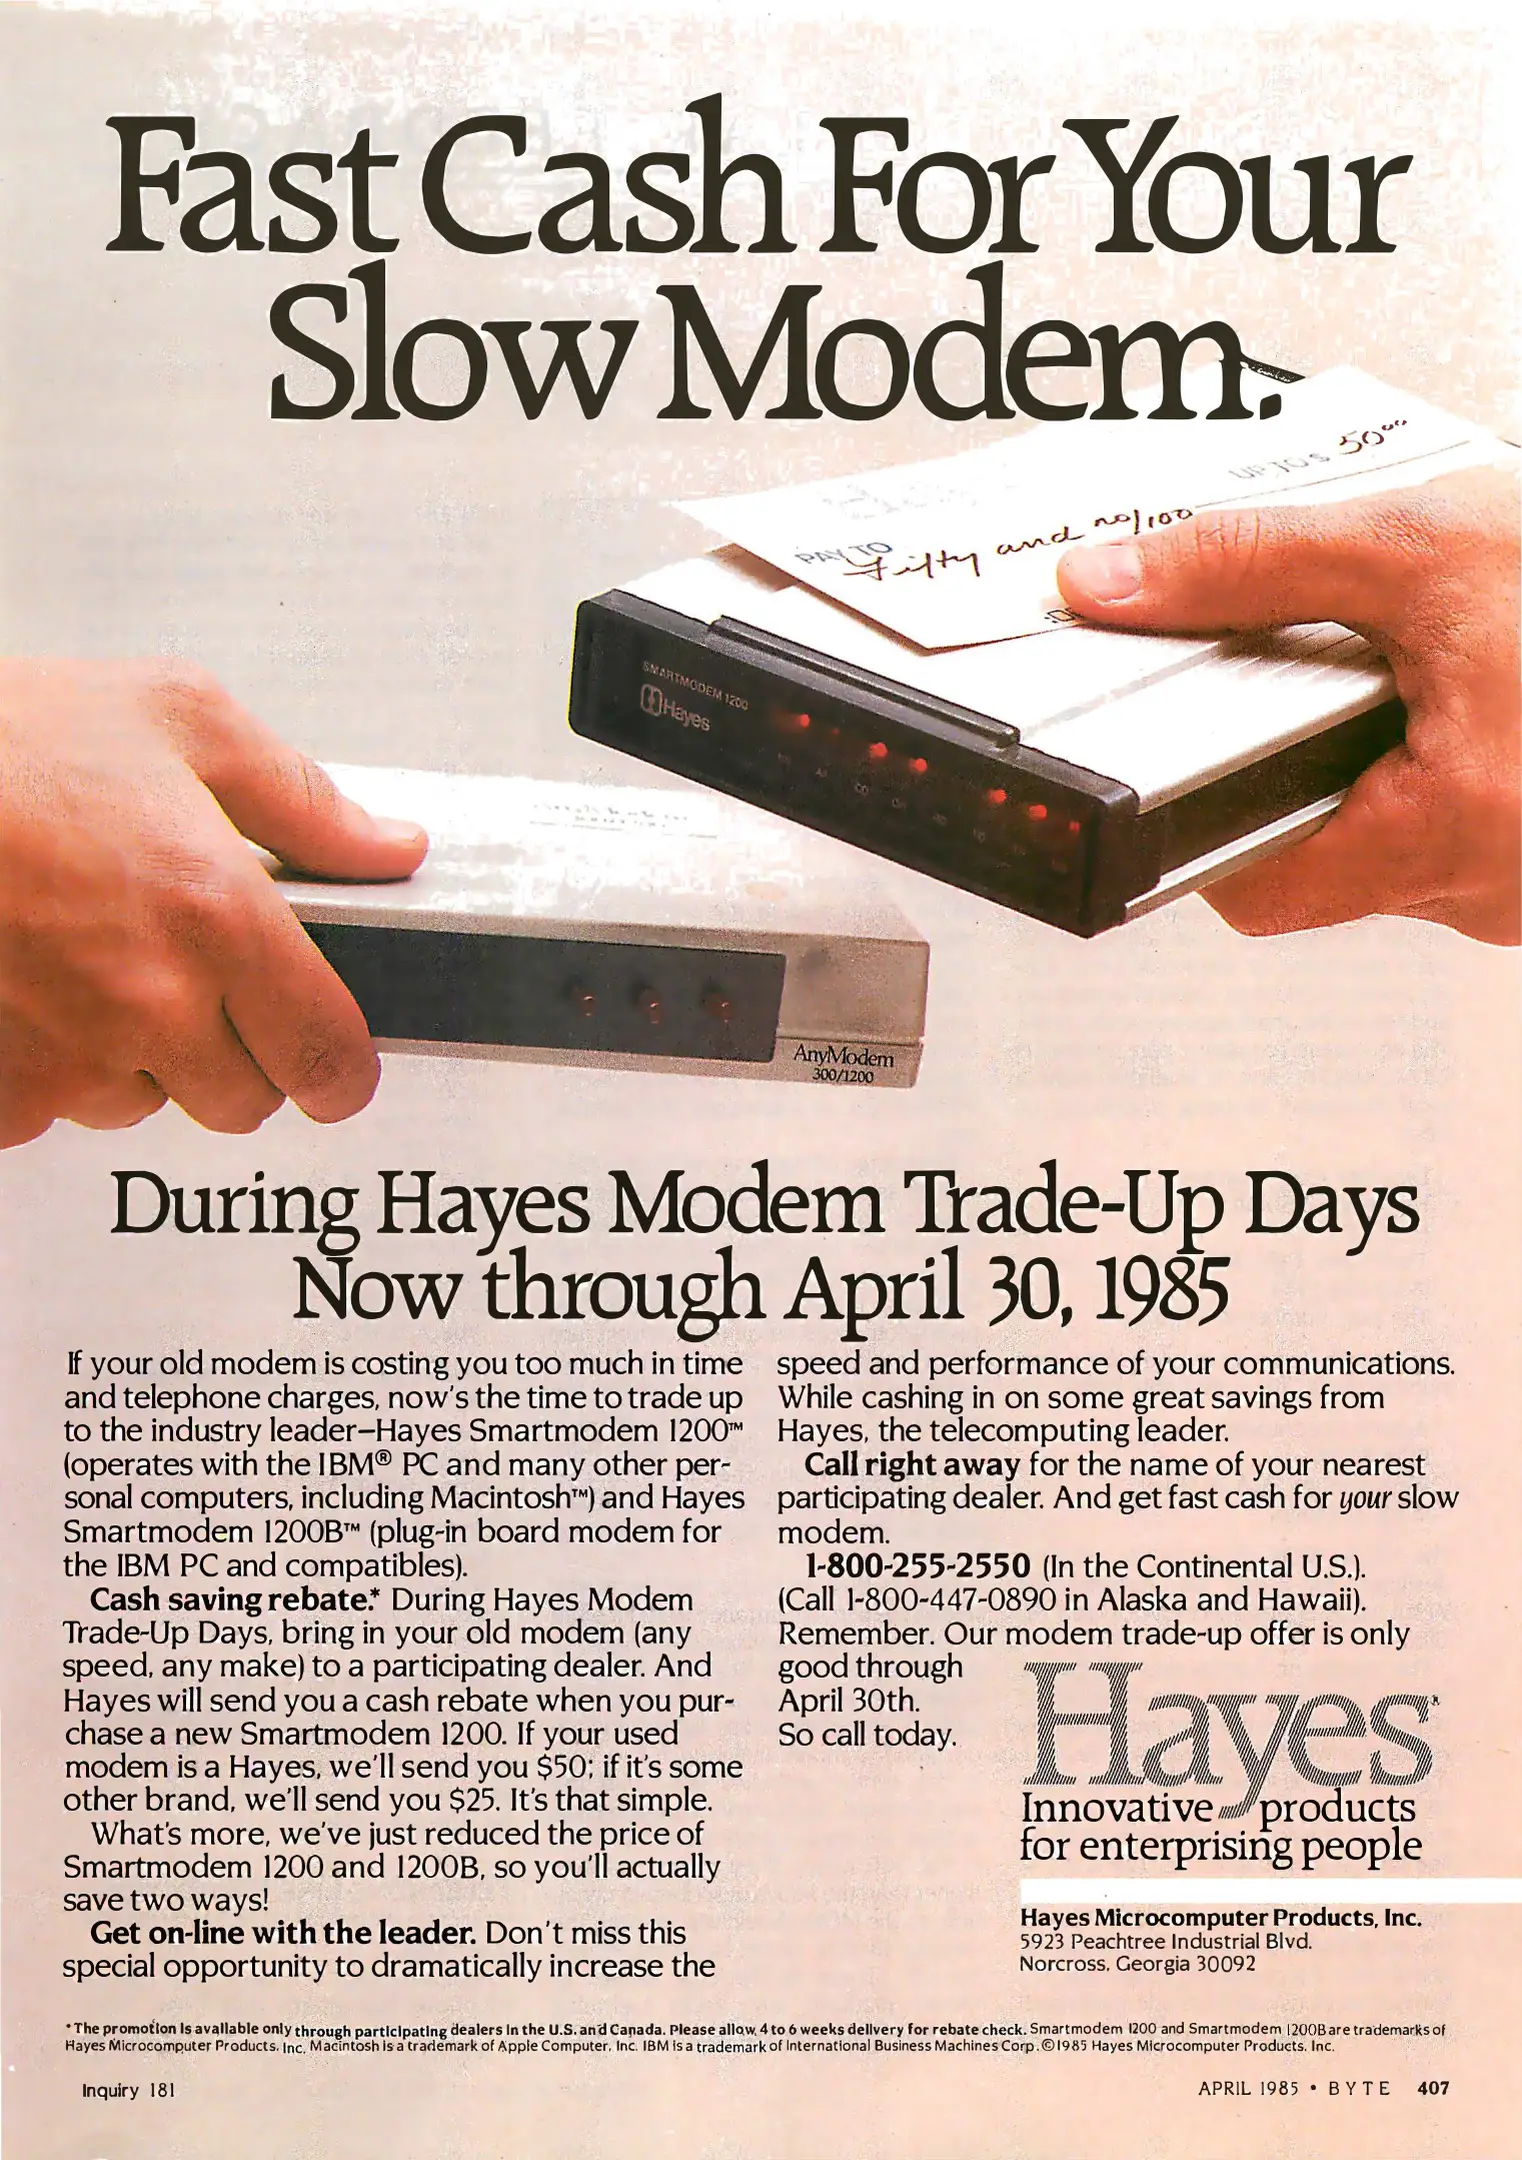 Fast Cash For Your
Slow Modem.
UP TO $ 50⁰⁰
PAY TO
Fifty and no/100
SMARTMODEM 1200
Hayes
AnyModem
300/1200
During Hayes Modem Trade-Up Days
Now through April 30, 1985
If your old modem is costing you too much in time
and telephone charges, now's the time to trade up
to the industry leader–Hayes Smartmodem 1200™
(operates with the IBM® PC and many other per-
sonal computers, including Macintosh™) and Hayes
Smartmodem 1200B™ (plug-in board modem for
the IBM PC and compatibles).
Cash saving rebate.* During Hayes Modem
Trade-Up Days, bring in your old modem (any
speed, any make) to a participating dealer. And
Hayes will send you a cash rebate when you pur-
chase a new Smartmodem 1200. If your used
modem is a Hayes, we'll send you $50; if it's some
other brand, we'll send you $25. It's that simple.
What's more, we've just reduced the price of
Smartmodem 1200 and 1200B, so you'll actually
save two ways!
Get on-line with the leader. Don't miss this
special opportunity to dramatically increase the
speed and performance of your communications.
While cashing in on some great savings from
Hayes, the telecomputing leader.
Call right away for the name of your nearest
participating dealer. And get fast cash for your slow
modem.
1-800-255-2550 (In the Continental U.S.).
(Call 1-800-447-0890 in Alaska and Hawaii).
Remember. Our modem trade-up offer is only
good through
April 30th.
So call today.
Hayes®
Innovative products
for enterprising people
Hayes Microcomputer Products, Inc.
5923 Peachtree Industrial Blvd.
Norcross, Georgia 30092
*The promotion is available only through participating dealers in the U.S. and Canada. Please allow 4 to 6 weeks delivery for rebate check. Smartmodem 1200 and Smartmodem 1200B are trademarks of
Hayes Microcomputer Products, Inc. Macintosh is a trademark of Apple Computer, Inc. IBM is a trademark of International Business Machines Corp. ©1985 Hayes Microcomputer Products, Inc.
Inquiry 181
APRIL 1985 • BYTE 407